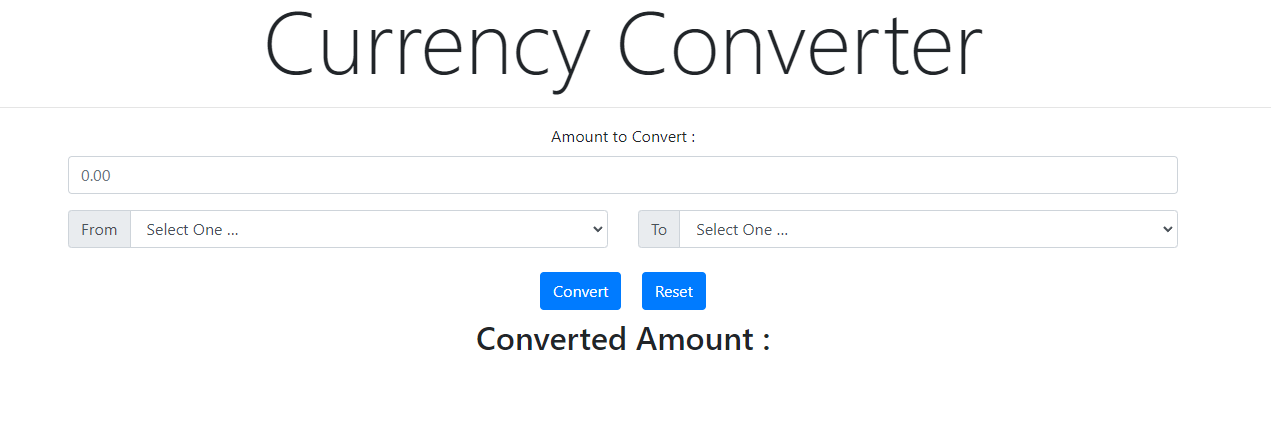 Currency Converter
Amount to Convert :
0.00
From Select One ... To Select One ...
Convert Reset
Converted Amount :